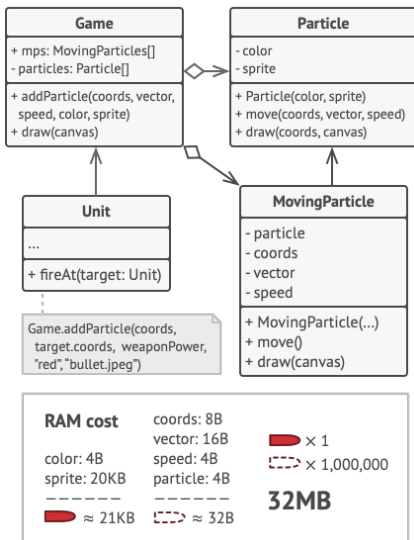 Game
+ mps: MovingParticles[]
- particles: Particle[]
+ addParticle(coords, vector,
speed, color, sprite)
+ draw(canvas)
Particle
- color
- sprite
+ Particle(color, sprite)
+ move(coords, vector, speed)
+ draw(coords, canvas)
Unit
...
+ fireAt(target: Unit)
Game.addParticle(coords,
target.coords, weaponPower,
"red",“bullet.jpeg”)
MovingParticle
- particle
- coords
- vector
- speed
+ MovingParticle(...)
+ move()
+ draw(canvas)
RAM cost
color: 4B
sprite: 20KB
≈ 21KB
coords: 8B
vector: 16B
speed: 4B
particle: 4B
≈ 32B
× 1
× 1,000,000
32MB